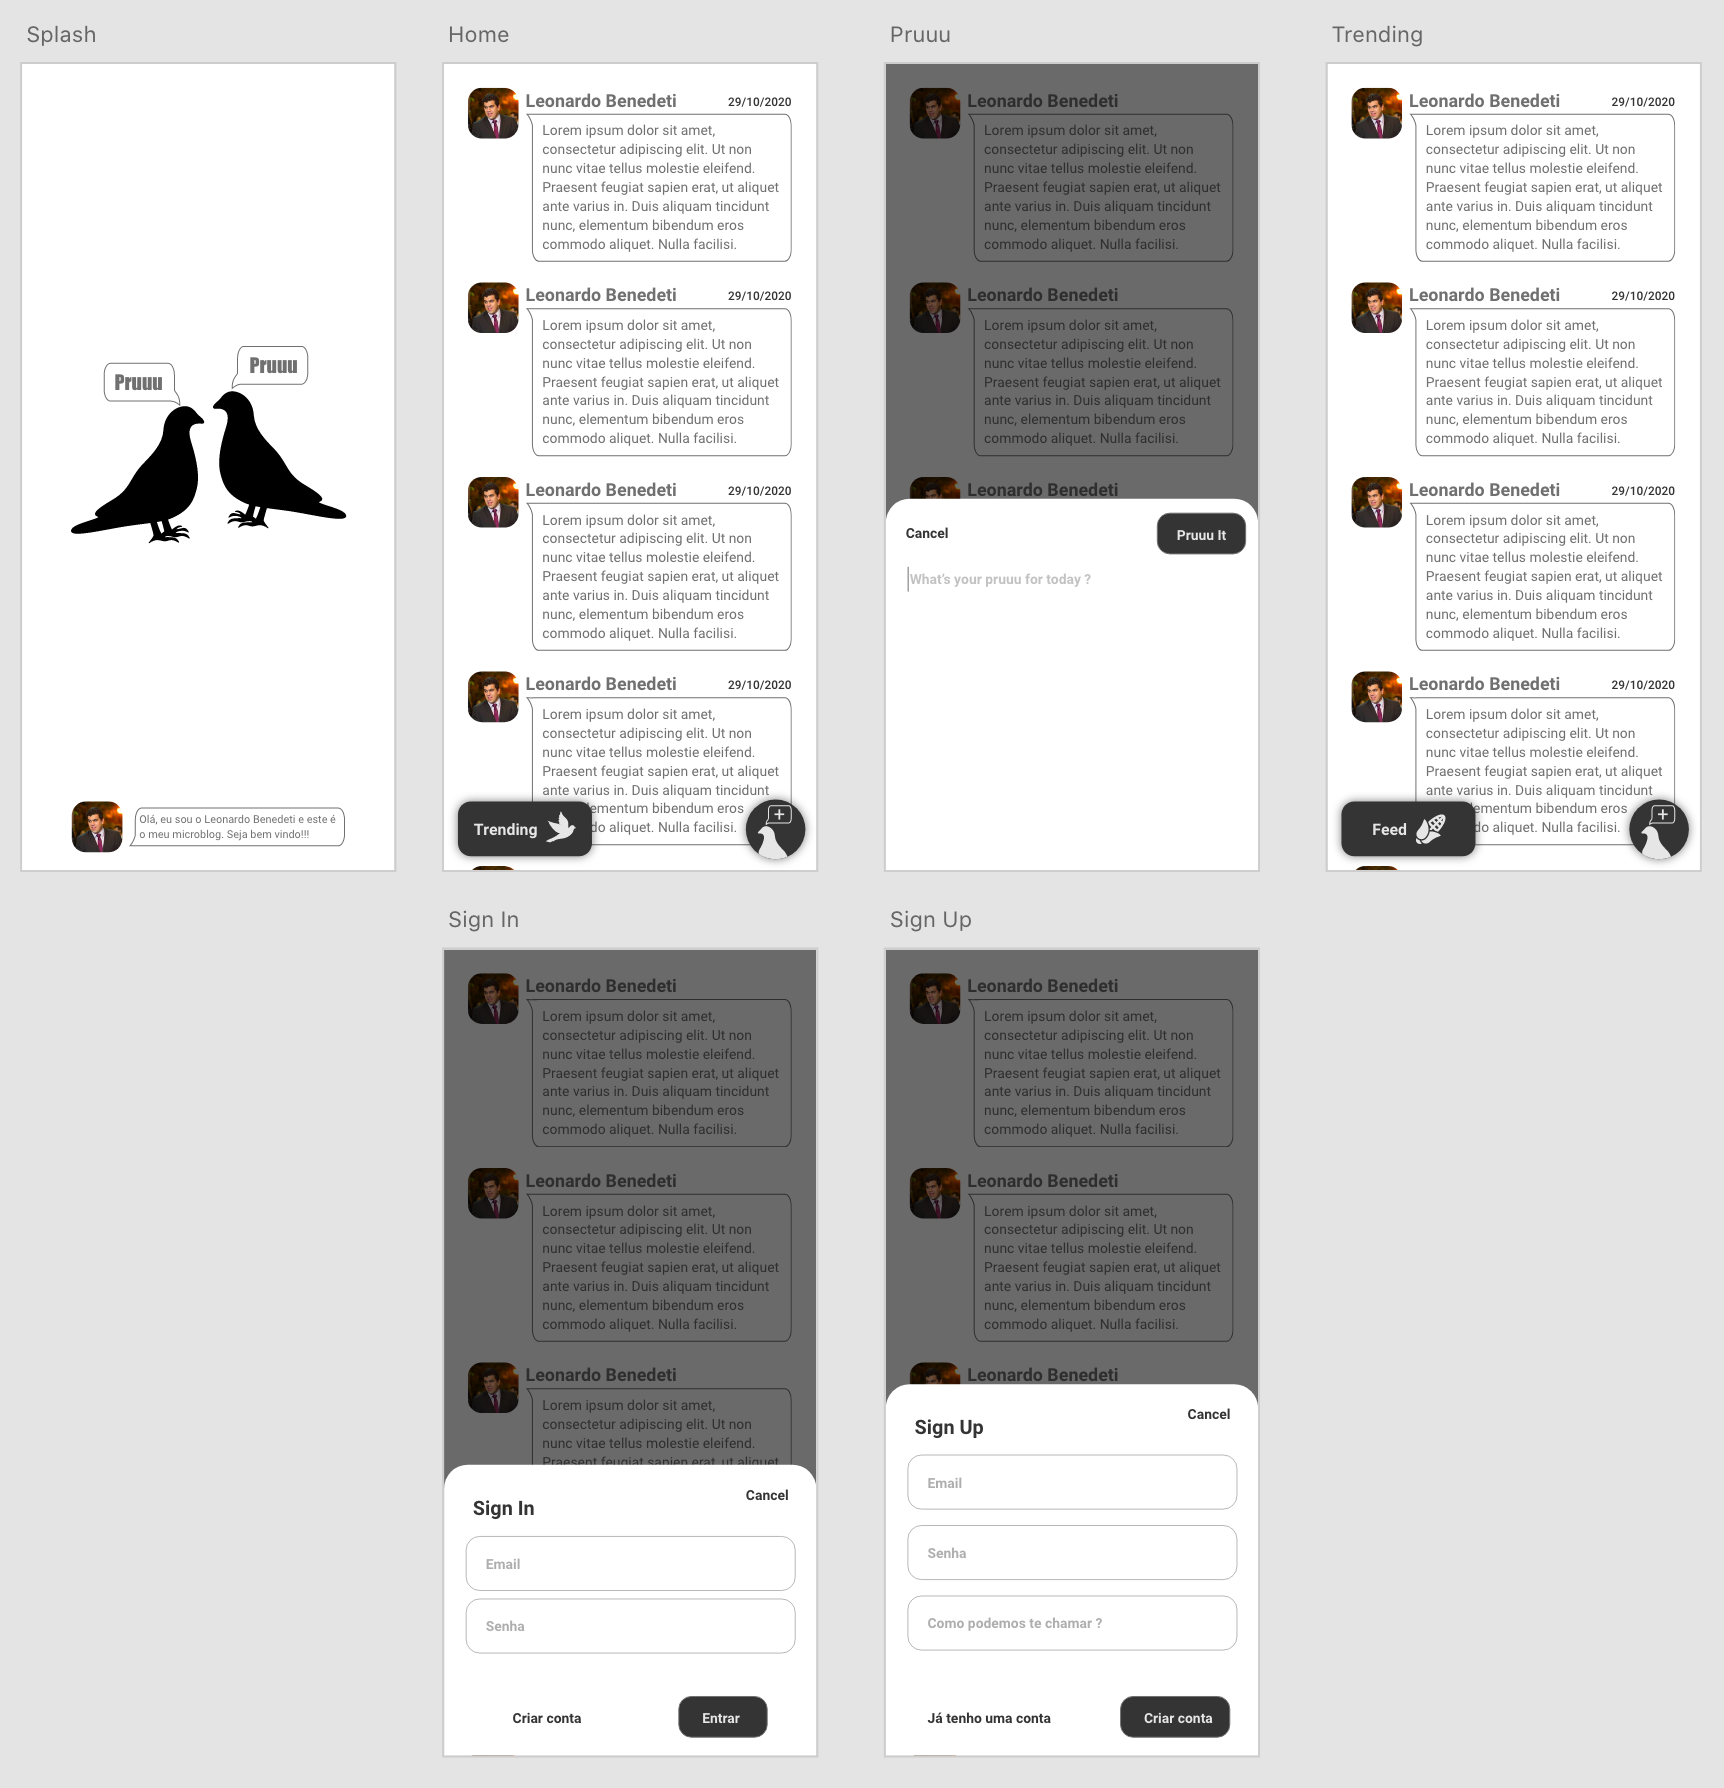 Splash
Pruuu
Pruuu
Olá, eu sou o Leonardo Benedeti e este é
o meu microblog. Seja bem vindo!!!
Home
Leonardo Benedeti 29/10/2020
Lorem ipsum dolor sit amet,
consectetur adipiscing elit. Ut non
nunc vitae tellus molestie eleifend.
Praesent feugiat sapien erat, ut aliquet
ante varius in. Duis aliquam tincidunt
nunc, elementum bibendum eros
commodo aliquet. Nulla facilisi.
Leonardo Benedeti 29/10/2020
Lorem ipsum dolor sit amet,
consectetur adipiscing elit. Ut non
nunc vitae tellus molestie eleifend.
Praesent feugiat sapien erat, ut aliquet
ante varius in. Duis aliquam tincidunt
nunc, elementum bibendum eros
commodo aliquet. Nulla facilisi.
Leonardo Benedeti 29/10/2020
Lorem ipsum dolor sit amet,
consectetur adipiscing elit. Ut non
nunc vitae tellus molestie eleifend.
Praesent feugiat sapien erat, ut aliquet
ante varius in. Duis aliquam tincidunt
nunc, elementum bibendum eros
commodo aliquet. Nulla facilisi.
Leonardo Benedeti 29/10/2020
Lorem ipsum dolor sit amet,
consectetur adipiscing elit. Ut non
nunc vitae tellus molestie eleifend.
Praesent feugiat sapien erat, ut aliquet
ante varius in. Duis aliquam tincidunt
ementum bibendum eros
do aliquet. Nulla facilisi.
Trending
Pruuu
Leonardo Benedeti
Lorem ipsum dolor sit amet,
consectetur adipiscing elit. Ut non
nunc vitae tellus molestie eleifend.
Praesent feugiat sapien erat, ut aliquet
ante varius in. Duis aliquam tincidunt
nunc, elementum bibendum eros
commodo aliquet. Nulla facilisi.
Leonardo Benedeti
Lorem ipsum dolor sit amet,
consectetur adipiscing elit. Ut non
nunc vitae tellus molestie eleifend.
Praesent feugiat sapien erat, ut aliquet
ante varius in. Duis aliquam tincidunt
nunc, elementum bibendum eros
commodo aliquet. Nulla facilisi.
Leonardo Benedeti
Cancel
Pruuu It
What's your pruuu for today ?
Trending
Leonardo Benedeti 29/10/2020
Lorem ipsum dolor sit amet,
consectetur adipiscing elit. Ut non
nunc vitae tellus molestie eleifend.
Praesent feugiat sapien erat, ut aliquet
ante varius in. Duis aliquam tincidunt
nunc, elementum bibendum eros
commodo aliquet. Nulla facilisi.
Leonardo Benedeti 29/10/2020
Lorem ipsum dolor sit amet,
consectetur adipiscing elit. Ut non
nunc vitae tellus molestie eleifend.
Praesent feugiat sapien erat, ut aliquet
ante varius in. Duis aliquam tincidunt
nunc, elementum bibendum eros
commodo aliquet. Nulla facilisi.
Leonardo Benedeti 29/10/2020
Lorem ipsum dolor sit amet,
consectetur adipiscing elit. Ut non
nunc vitae tellus molestie eleifend.
Praesent feugiat sapien erat, ut aliquet
ante varius in. Duis aliquam tincidunt
nunc, elementum bibendum eros
commodo aliquet. Nulla facilisi.
Leonardo Benedeti 29/10/2020
Lorem ipsum dolor sit amet,
consectetur adipiscing elit. Ut non
nunc vitae tellus molestie eleifend.
Praesent feugiat sapien erat, ut aliquet
ante varius in. Duis aliquam tincidunt
ementum bibendum eros
do aliquet. Nulla facilisi.
Feed
Sign In
Leonardo Benedeti
Lorem ipsum dolor sit amet,
consectetur adipiscing elit. Ut non
nunc vitae tellus molestie eleifend.
Praesent feugiat sapien erat, ut aliquet
ante varius in. Duis aliquam tincidunt
nunc, elementum bibendum eros
commodo aliquet. Nulla facilisi.
Leonardo Benedeti
Lorem ipsum dolor sit amet,
consectetur adipiscing elit. Ut non
nunc vitae tellus molestie eleifend.
Praesent feugiat sapien erat, ut aliquet
ante varius in. Duis aliquam tincidunt
nunc, elementum bibendum eros
commodo aliquet. Nulla facilisi.
Leonardo Benedeti
Lorem ipsum dolor sit amet,
consectetur adipiscing elit. Ut non
nunc vitae tellus molestie eleifend.
Praesent feugiat sapien erat, ut aliquet
Cancel
Sign In
Email
Senha
Criar conta
Entrar
Sign Up
Leonardo Benedeti
Lorem ipsum dolor sit amet,
consectetur adipiscing elit. Ut non
nunc vitae tellus molestie eleifend.
Praesent feugiat sapien erat, ut aliquet
ante varius in. Duis aliquam tincidunt
nunc, elementum bibendum eros
commodo aliquet. Nulla facilisi.
Leonardo Benedeti
Lorem ipsum dolor sit amet,
consectetur adipiscing elit. Ut non
nunc vitae tellus molestie eleifend.
Praesent feugiat sapien erat, ut aliquet
ante varius in. Duis aliquam tincidunt
nunc, elementum bibendum eros
commodo aliquet. Nulla facilisi.
Leonardo Benedeti
Cancel
Sign Up
Email
Senha
Como podemos te chamar ?
Já tenho uma conta
Criar conta